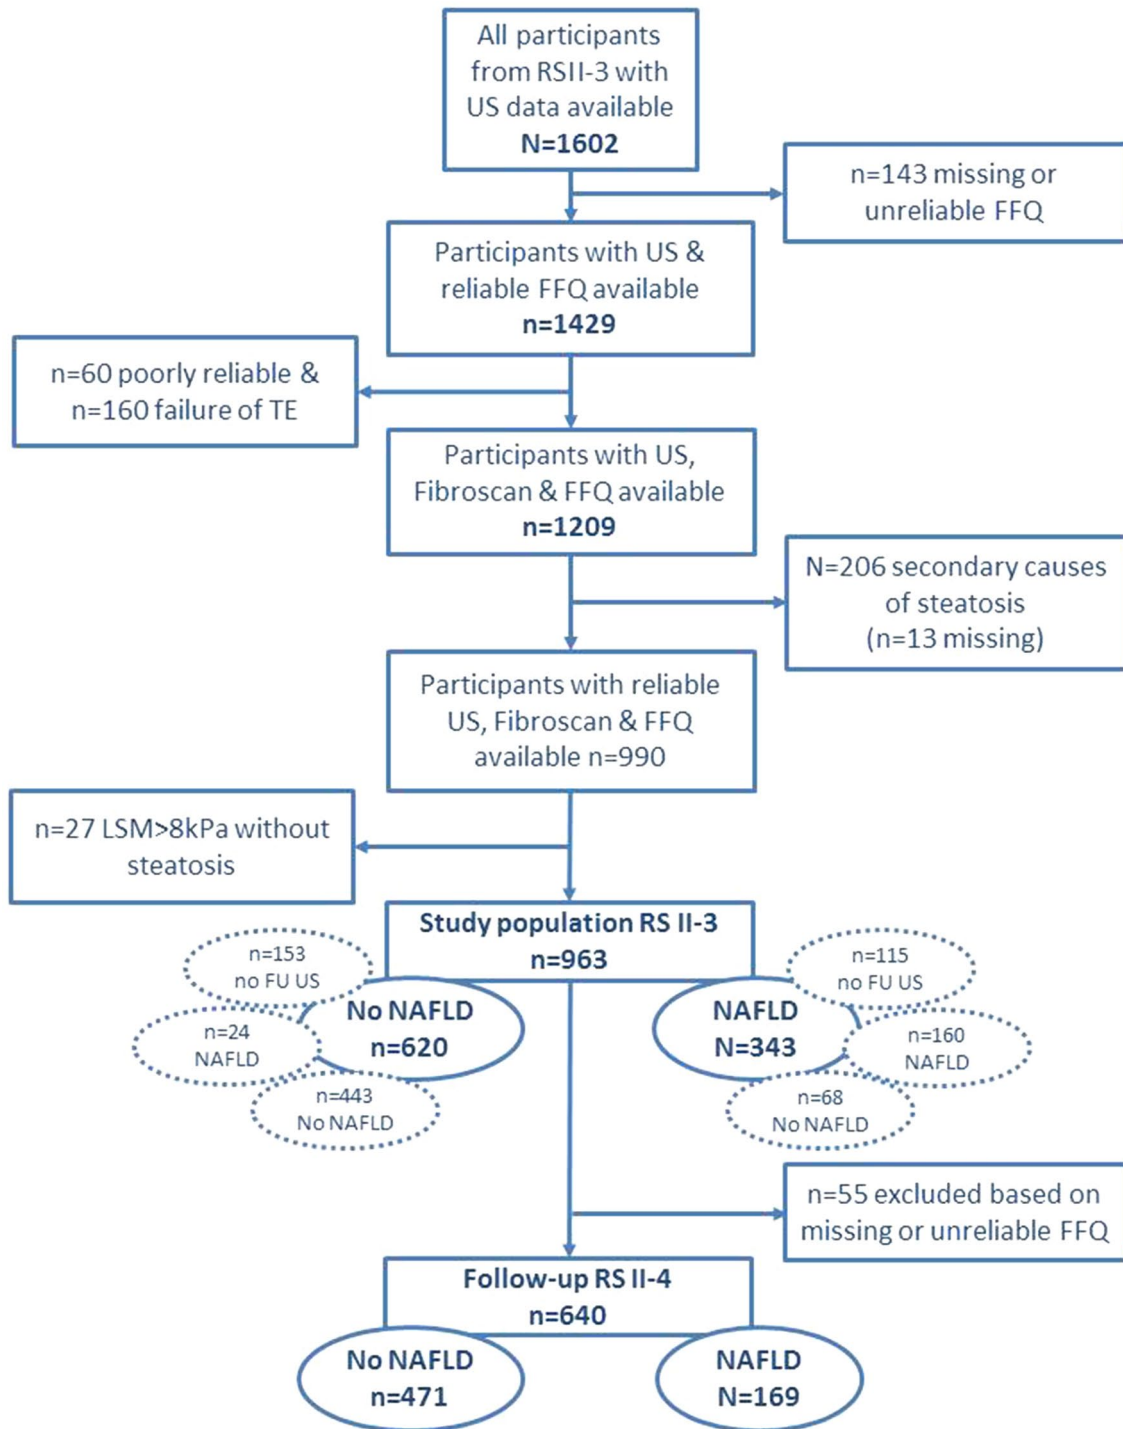 All participants
from RSII-3 with
US data available
N=1602
n=143 missing or
unreliable FFQ
Participants with US &
reliable FFQ available
n=1429
n=60 poorly reliable &
n=160 failure of TE
Participants with US,
Fibroscan & FFQ available
n=1209
N=206 secondary causes
of steatosis
(n=13 missing)
Participants with reliable
US, Fibroscan & FFQ
available n=990
n=27 LSM>8kPa without
steatosis
Study population RS II-3
n=963
n=153
no FU US
n=24
NAFLD
n=443
No NAFLD
No NAFLD
n=620
NAFLD
N=343
n=115
no FU US
n=160
NAFLD
n=68
No NAFLD
n=55 excluded based on
missing or unreliable FFQ
Follow-up RS II-4
n=640
No NAFLD
n=471
NAFLD
N=169